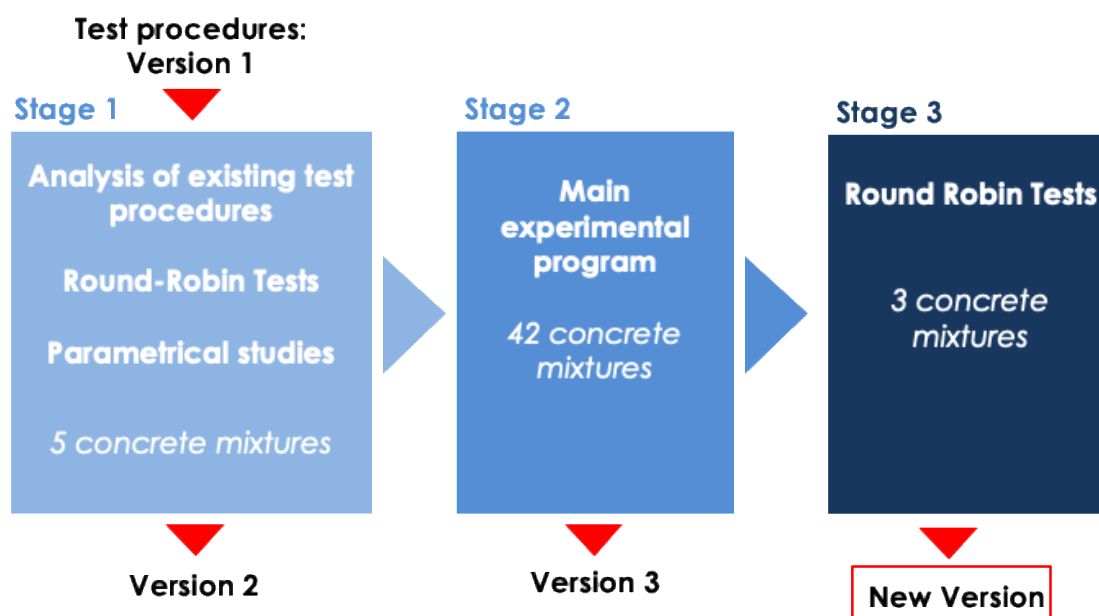 Test procedures:
Version 1
Stage 1
Analysis of existing test
procedures
Round-Robin Tests
Parametrical studies
5 concrete mixtures
Version 2
Stage 2
Main
experimental
program
42 concrete
mixtures
Version 3
Stage 3
Round Robin Tests
3 concrete
mixtures
New Version